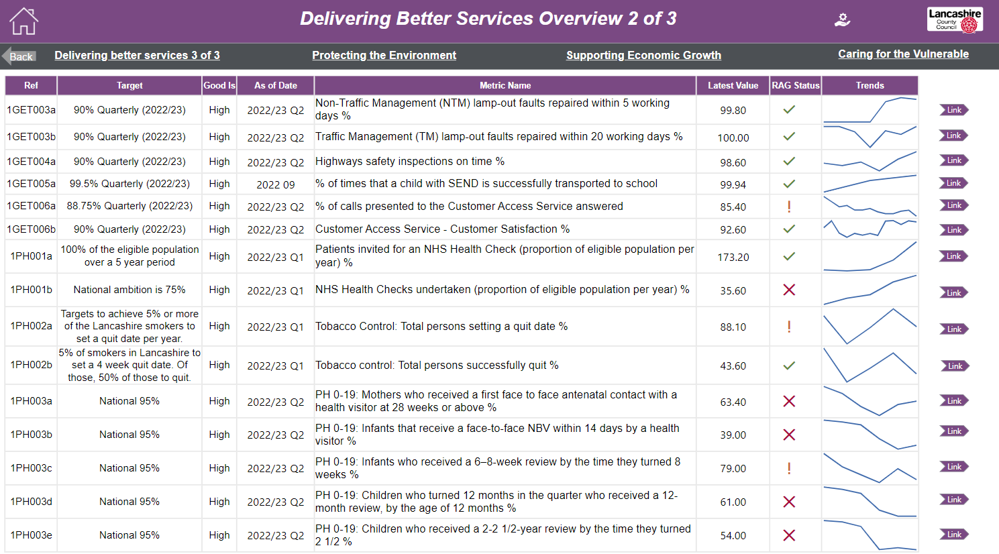 Delivering Better Services Overview 2 of 3
Lancashire
County
Council
Back
Delivering better services 3 of 3
Protecting the Environment
Supporting Economic Growth
Caring for the Vulnerable
Ref Target Good Is As of Date Metric Name Latest Value RAG Status Trends
1GET003a 90% Quarterly (2022/23) High 2022/23 Q2 Non-Traffic Management (NTM) lamp-out faults repaired within 5 working
days % 99.80 Link
1GET003b 90% Quarterly (2022/23) High 2022/23 Q2 Traffic Management (TM) lamp-out faults repaired within 20 working days % 100.00 Link
1GET004a 90% Quarterly (2022/23) High 2022/23 Q2 Highways safety inspections on time % 98.60 Link
1GET005a 99.5% Quarterly (2022/23) High 2022 09 % of times that a child with SEND is successfully transported to school 99.94 Link
1GET006a 88.75% Quarterly (2022/23) High 2022/23 Q2 % of calls presented to the Customer Access Service answered 85.40 ! Link
1GET006b 90% Quarterly (2022/23) High 2022/23 Q2 Customer Access Service - Customer Satisfaction % 92.60 Link
1PH001a 100% of the eligible population
over a 5 year period High 2022/23 Q1 Patients invited for an NHS Health Check (proportion of eligible population per
year) % 173.20 Link
1PH001b National ambition is 75% High 2022/23 Q1 NHS Health Checks undertaken (proportion of eligible population per year) % 35.60 Link
1PH002a Targets to achieve 5% or more
of the Lancashire smokers to
set a quit date per year. High 2022/23 Q1 Tobacco Control: Total persons setting a quit date % 88.10 ! Link
1PH002b 5% of smokers in Lancashire to
set a 4 week quit date. Of
those, 50% of those to quit. High 2022/23 Q1 Tobacco control: Total persons successfully quit % 43.60 Link
1PH003a National 95% High 2022/23 Q2 PH 0-19: Mothers who received a first face to face antenatal contact with a
health visitor at 28 weeks or above % 63.40 Link
1PH003b National 95% High 2022/23 Q2 PH 0-19: Infants that receive a face-to-face NBV within 14 days by a health
visitor % 39.00 Link
1PH003c National 95% High 2022/23 Q2 PH 0-19: Infants who received a 6–8-week review by the time they turned 8
weeks % 79.00 ! Link
1PH003d National 95% High 2022/23 Q2 PH 0-19: Children who turned 12 months in the quarter who received a 12-
month review, by the age of 12 months % 61.00 Link
1PH003e National 95% High 2022/23 Q2 PH 0-19: Children who received a 2-2 1/2-year review by the time they turned
2 1/2 % 54.00 Link